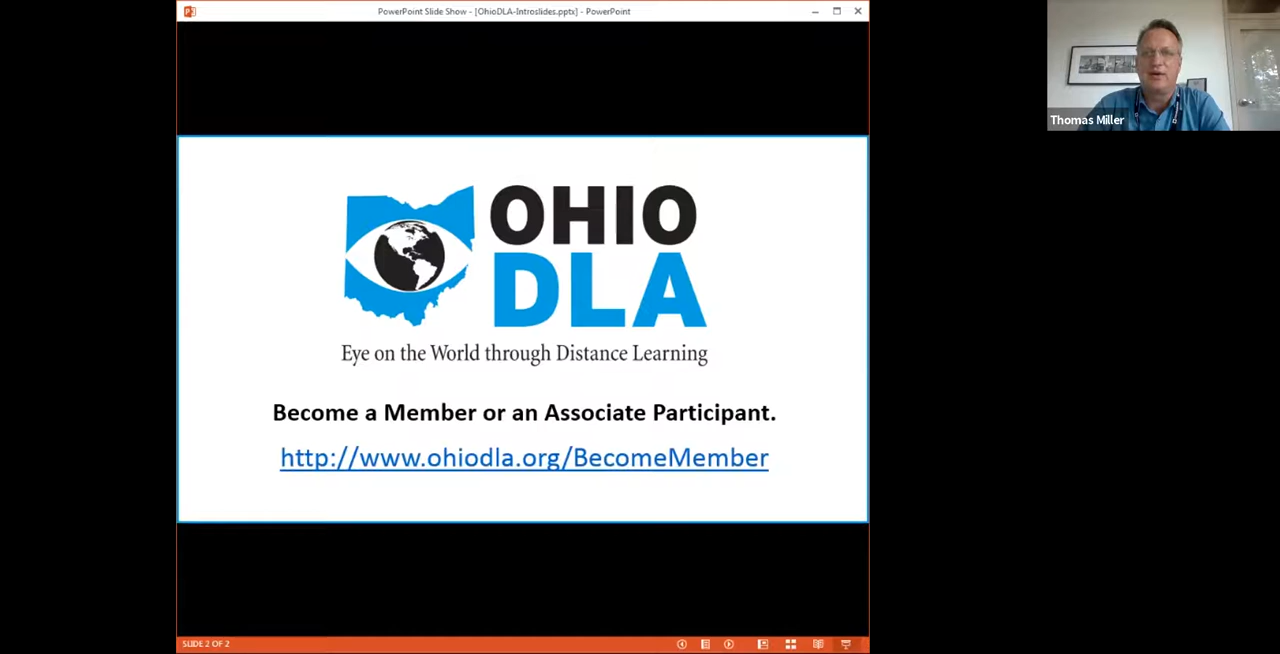 PowerPoint Slide Show - [OhioDLA-Introslides.pptx] - PowerPoint
Thomas Miller
OHIO
DLA
Eye on the World through Distance Learning
Become a Member or an Associate Participant.
http://www.ohiodla.org/BecomeMember
SLIDE 2 OF 2